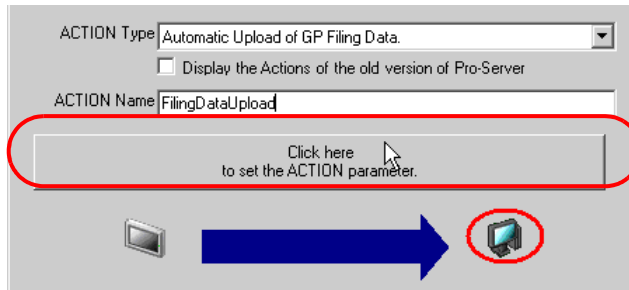 ACTION Type Automatic Upload of GP Filing Data.
Display the Actions of the old version of Pro-Server
ACTION Name FilingDataUpload
Click here
to set the ACTION parameter.